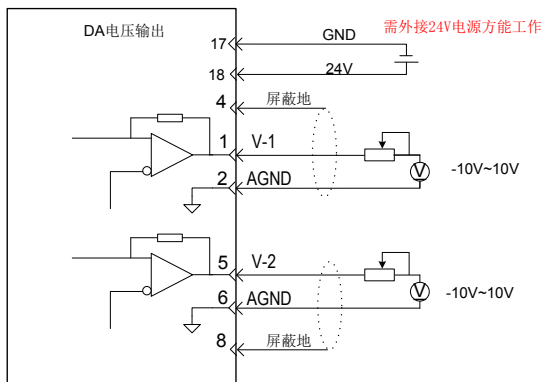 DA电压输出
17
GND
需外接24V电源方能工作
18
24V
4
屏蔽地
1
V-1
2
AGND
V
-10V~10V
5
V-2
6
AGND
V
-10V~10V
8
屏蔽地